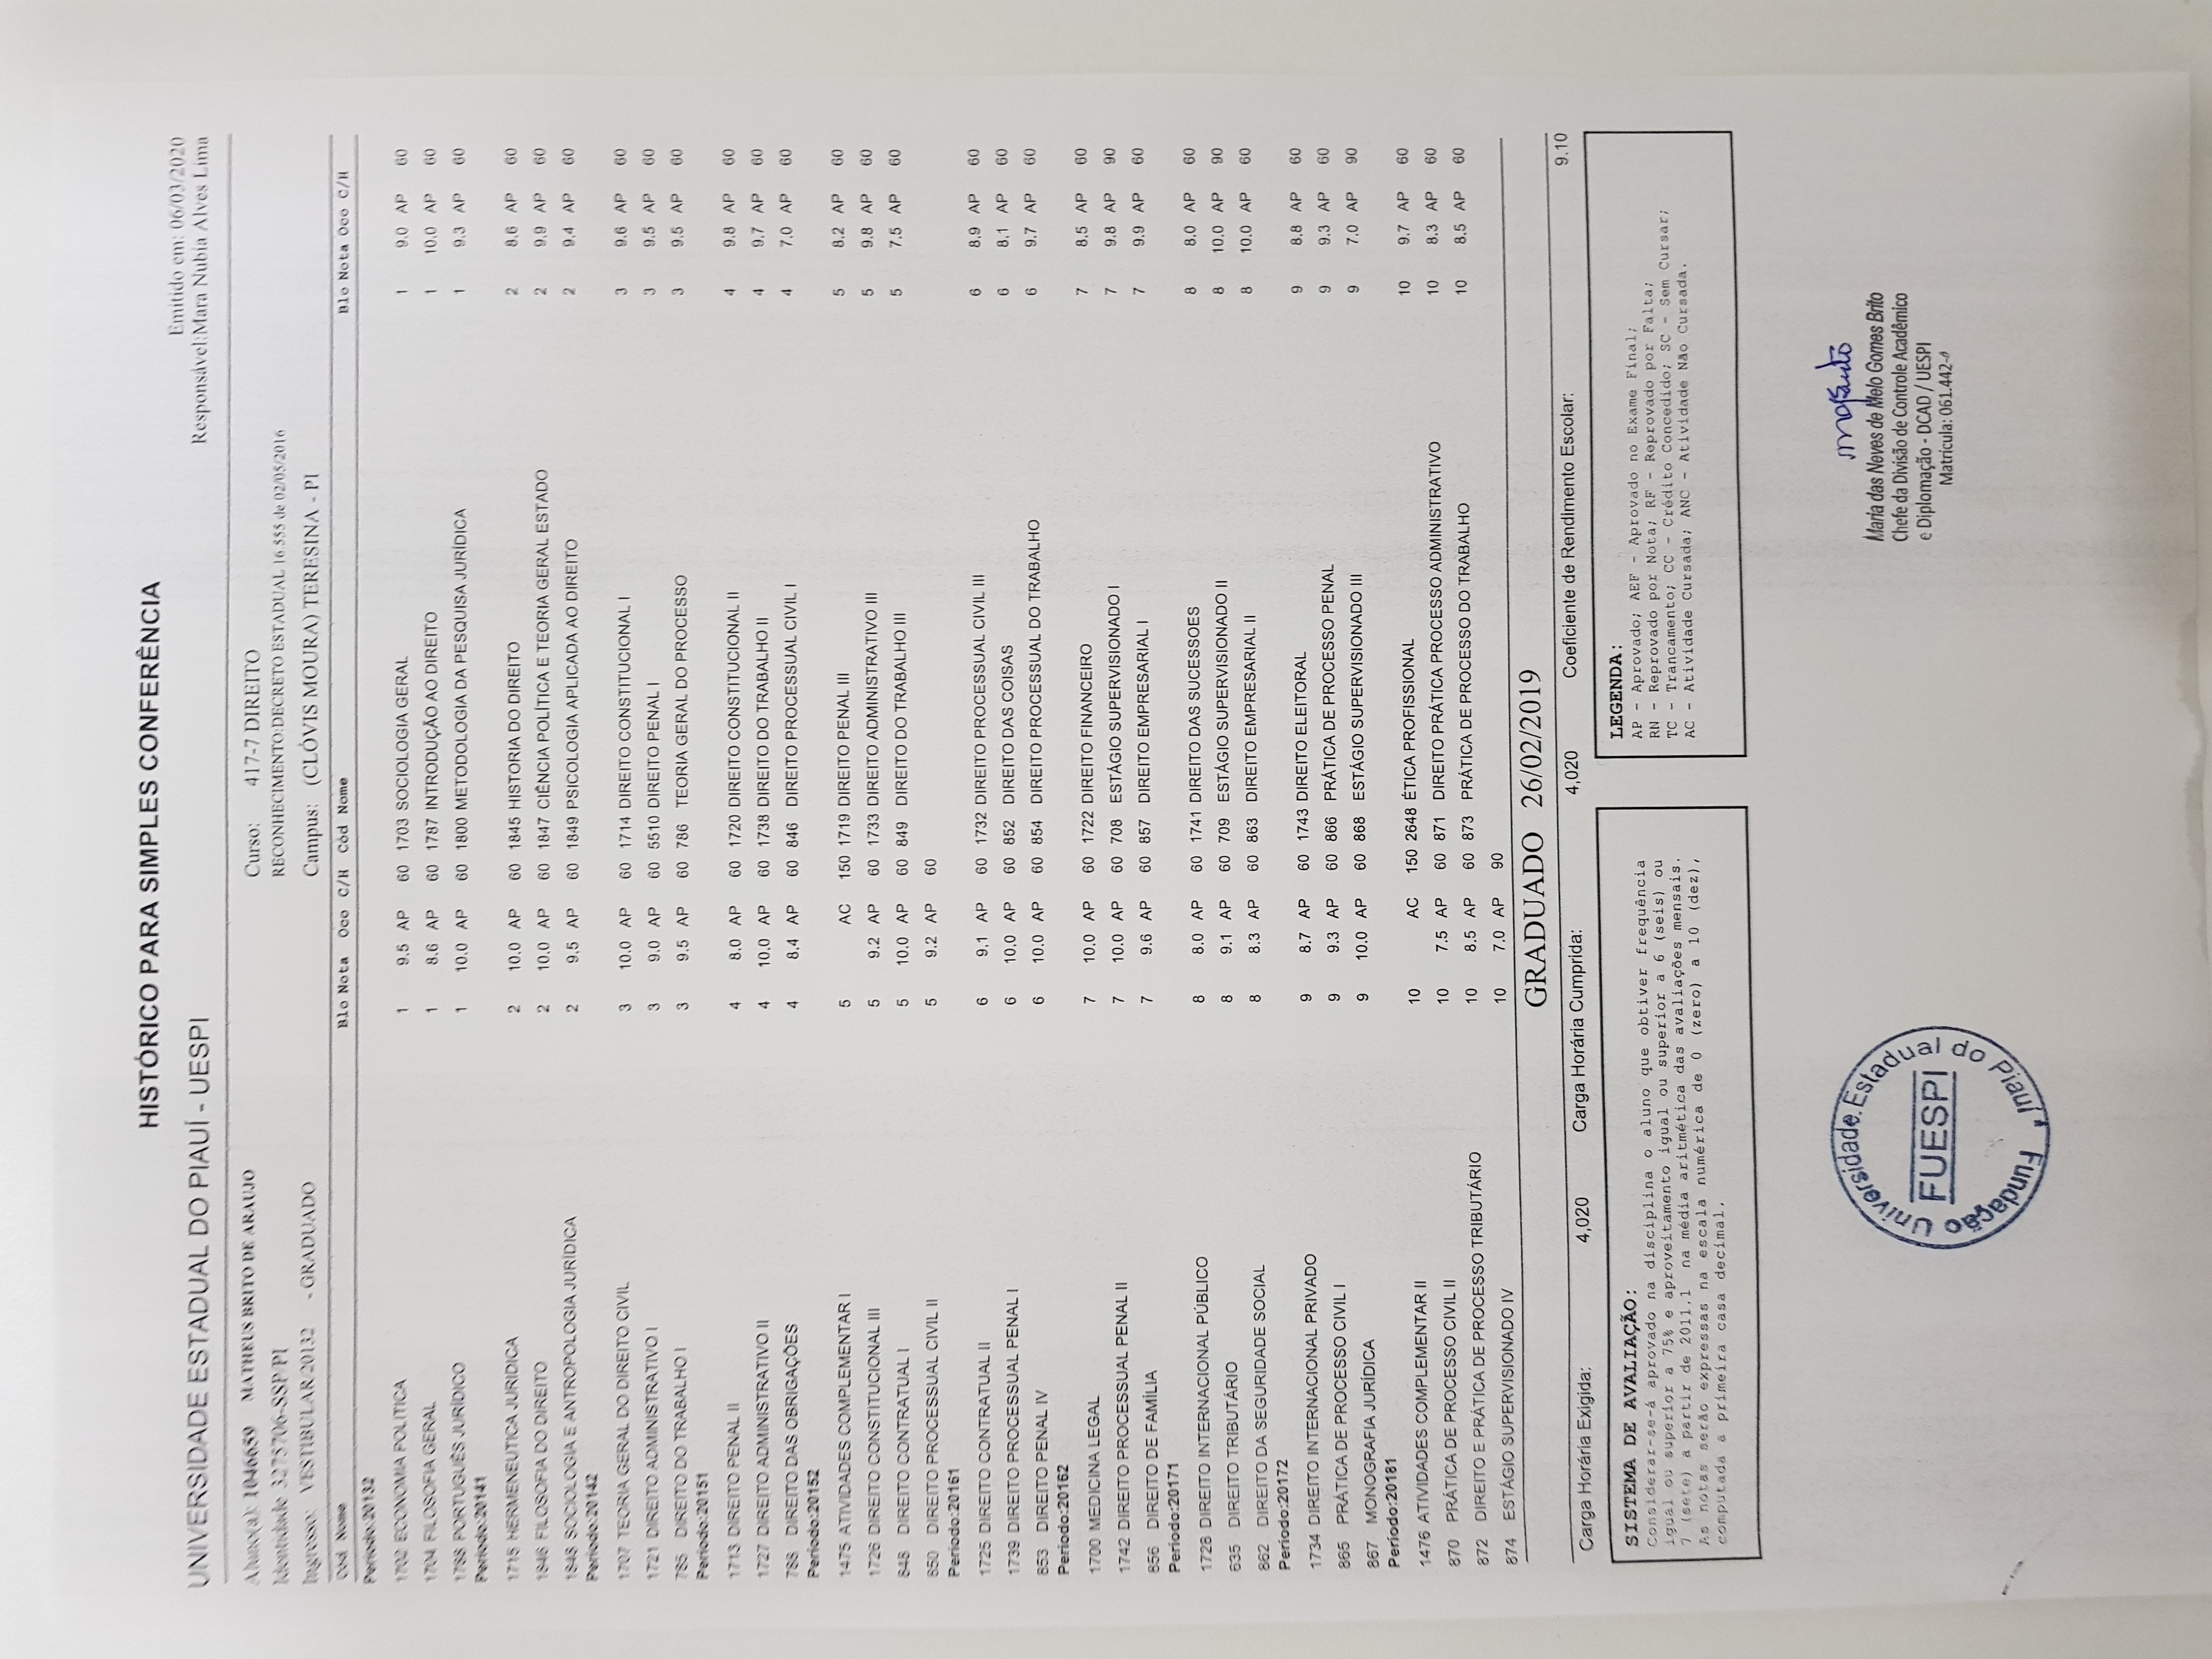 HISTÓRICO PARA SIMPLES CONFERÊNCIA
Emitido em: 06/03/2020
UNIVERSIDADE ESTADUAL DO PIAUÍ - UESPI
Responsável:Mara Nubia Alves Lima
Aluno(a): 1046659 MATHEUS BRITO DE ARAUJO Curso: 417-7 DIREITO
Identidade 3275706-SSP/PI RECONHECIMENTO:DECRETO ESTADUAL 16.555 de 02/05/2016
Ingresso: VESTIBULAR/20132 - GRADUADO Campus: (CLÓVIS MOURA) TERESINA - PI
Cód Nome Blo Nota Oco C/H Cód Nome Blo Nota Oco C/H
Período:20132
1702 ECONOMIA POLITICA 1 9.5 AP 60 1703 SOCIOLOGIA GERAL 1 9.0 AP 60
1704 FILOSOFIA GERAL 1 8.6 AP 60 1787 INTRODUÇÃO AO DIREITO 1 10.0 AP 60
1788 PORTUGUÊS JURÍDICO 1 10.0 AP 60 1800 METODOLOGIA DA PESQUISA JURÍDICA 1 9.3 AP 60
Período:20141
1715 HERMENEUTICA JURIDICA 2 10.0 AP 60 1845 HISTORIA DO DIREITO 2 8.6 AP 60
1846 FILOSOFIA DO DIREITO 2 10.0 AP 60 1847 CIÊNCIA POLÍTICA E TEORIA GERAL ESTADO 2 9.9 AP 60
1848 SOCIOLOGIA E ANTROPOLOGIA JURÍDICA 2 9.5 AP 60 1849 PSICOLOGIA APLICADA AO DIREITO 2 9.4 AP 60
Período:20142
1707 TEORIA GERAL DO DIREITO CIVIL 3 10.0 AP 60 1714 DIREITO CONSTITUCIONAL I 3 9.6 AP 60
1721 DIREITO ADMINISTRATIVO I 3 9.0 AP 60 5510 DIREITO PENAL I 3 9.5 AP 60
785 DIREITO DO TRABALHO I 3 9.5 AP 60 786 TEORIA GERAL DO PROCESSO 3 9.5 AP 60
Período:20151
1713 DIREITO PENAL II 4 8.0 AP 60 1720 DIREITO CONSTITUCIONAL II 4 9.8 AP 60
1727 DIREITO ADMINISTRATIVO II 4 10.0 AP 60 1738 DIREITO DO TRABALHO II 4 9.7 AP 60
788 DIREITO DAS OBRIGAÇÕES 4 8.4 AP 60 846 DIREITO PROCESSUAL CIVIL I 4 7.0 AP 60
Período:20152
1475 ATIVIDADES COMPLEMENTAR I 5 AC 150 1719 DIREITO PENAL III 5 8.2 AP 60
1726 DIREITO CONSTITUCIONAL III 5 9.2 AP 60 1733 DIREITO ADMINISTRATIVO III 5 9.8 AP 60
848 DIREITO CONTRATUAL I 5 10.0 AP 60 849 DIREITO DO TRABALHO III 5 7.5 AP 60
850 DIREITO PROCESSUAL CIVIL II 5 9.2 AP 60
Período:20161
1725 DIREITO CONTRATUAL II 6 9.1 AP 60 1732 DIREITO PROCESSUAL CIVIL III 6 8.9 AP 60
1739 DIREITO PROCESSUAL PENAL I 6 10.0 AP 60 852 DIREITO DAS COISAS 6 8.1 AP 60
853 DIREITO PENAL IV 6 10.0 AP 60 854 DIREITO PROCESSUAL DO TRABALHO 6 9.7 AP 60
Período:20162
1700 MEDICINA LEGAL 7 10.0 AP 60 1722 DIREITO FINANCEIRO 7 8.5 AP 60
1742 DIREITO PROCESSUAL PENAL II 7 10.0 AP 60 708 ESTÁGIO SUPERVISIONADO I 7 9.8 AP 90
856 DIREITO DE FAMÍLIA 7 9.6 AP 60 857 DIREITO EMPRESARIAL I 7 9.9 AP 60
Período:20171
1728 DIREITO INTERNACIONAL PÚBLICO 8 8.0 AP 60 1741 DIREITO DAS SUCESSOES 8 8.0 AP 60
635 DIREITO TRIBUTÁRIO 8 9.1 AP 60 709 ESTÁGIO SUPERVISIONADO II 8 10.0 AP 90
862 DIREITO DA SEGURIDADE SOCIAL 8 8.3 AP 60 863 DIREITO EMPRESARIAL II 8 10.0 AP 60
Período:20172
1734 DIREITO INTERNACIONAL PRIVADO 9 8.7 AP 60 1743 DIREITO ELEITORAL 9 8.8 AP 60
865 PRÁTICA DE PROCESSO CIVIL I 9 9.3 AP 60 866 PRÁTICA DE PROCESSO PENAL 9 9.3 AP 60
867 MONOGRAFIA JURÍDICA 9 10.0 AP 60 868 ESTÁGIO SUPERVISIONADO III 9 7.0 AP 90
Período:20181
1476 ATIVIDADES COMPLEMENTAR II 10 AC 150 2648 ÉTICA PROFISSIONAL 10 9.7 AP 60
870 PRÁTICA DE PROCESSO CIVIL II 10 7.5 AP 60 871 DIREITO PRÁTICA PROCESSO ADMINISTRATIVO 10 8.3 AP 60
872 DIREITO E PRÁTICA DE PROCESSO TRIBUTÁRIO 10 8.5 AP 60 873 PRÁTICA DE PROCESSO DO TRABALHO 10 8.5 AP 60
874 ESTÁGIO SUPERVISIONADO IV 10 7.0 AP 90
GRADUADO 26/02/2019
Carga Horária Exigida: 4,020 Carga Horária Cumprida: 4,020 Coeficiente de Rendimento Escolar: 9.10
SISTEMA DE AVALIAÇÃO:
Considerar-se-á aprovado na disciplina o aluno que obtiver frequência
igual ou superior a 75% e aproveitamento igual ou superior a 6 (seis) ou
7 (sete) a partir de 2011.1 na média aritmética das avaliações mensais.
As notas serão expressas na escala numérica de 0 (zero) a 10 (dez),
computada a primeira casa decimal.
LEGENDA:
AP - Aprovado; AEF - Aprovado no Exame Final;
RN - Reprovado por Nota; RF - Reprovado por Falta;
TC - Trancamento; CC - Crédito Concedido; SC - Sem Cursar;
AC - Atividade Cursada; ANC - Atividade Não Cursada.
Fundação Universidade Estadual do Piauí
FUESPI
Maria das Neves de Melo Gomes Brito
Chefe da Divisão de Controle Acadêmico
e Diplomação - DCAD / UESPI
Matrícula: 061.442-